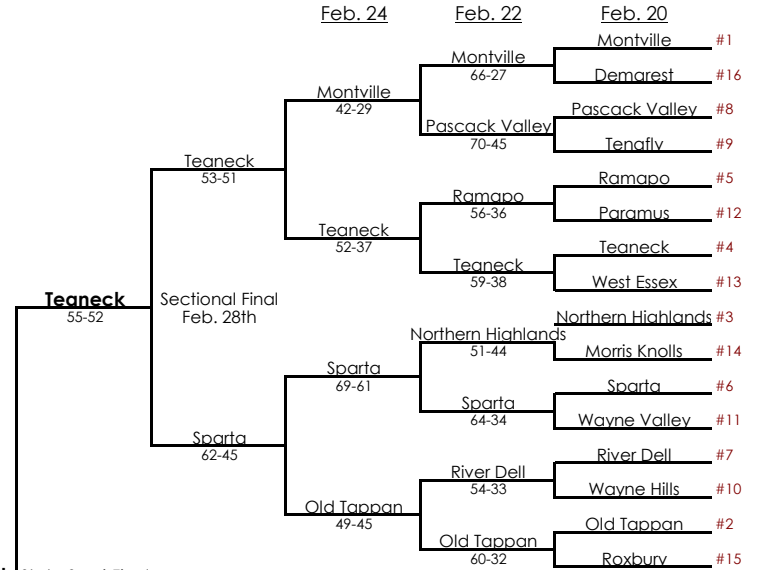 Feb. 24 Feb. 22 Feb. 20
Montville #1
Montville
66-27
Demarest #16
Montville
42-29
Pascack Valley #8
Pascack Valley
70-45
Tenafly #9
Teaneck
53-51
Ramapo #5
Ramapo
56-36
Paramus #12
Teaneck
52-37
Teaneck #4
Teaneck
59-38
West Essex #13
Teaneck
55-52
Sectional Final
Feb. 28th
Northern Highlands #3
Northern Highlands
51-44
Morris Knolls #14
Sparta
69-61
Sparta #6
Sparta
64-34
Wayne Valley #11
Sparta
62-45
River Dell #7
River Dell
54-33
Wayne Hills #10
Old Tappan
49-45
Old Tappan #2
Old Tappan
60-32
Roxbury #15